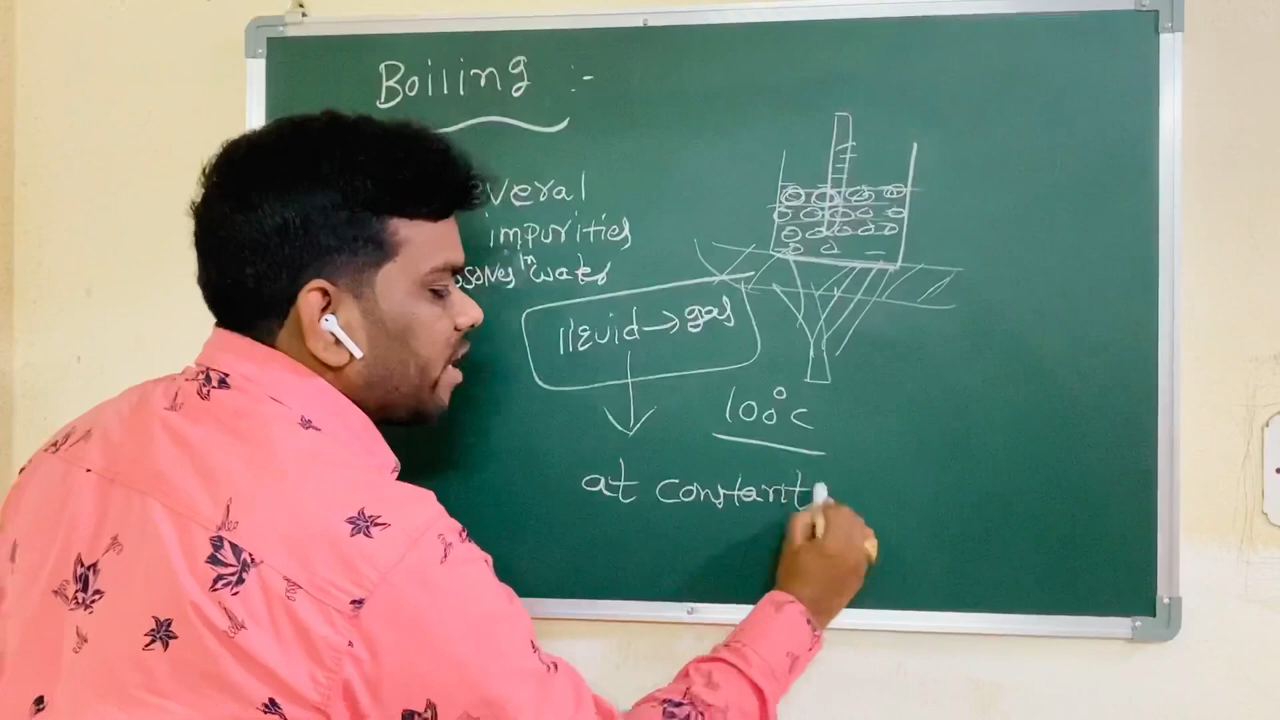 Boiling :-
everal
impurities
ssolves in water
liquid → gas
100°c
at constant